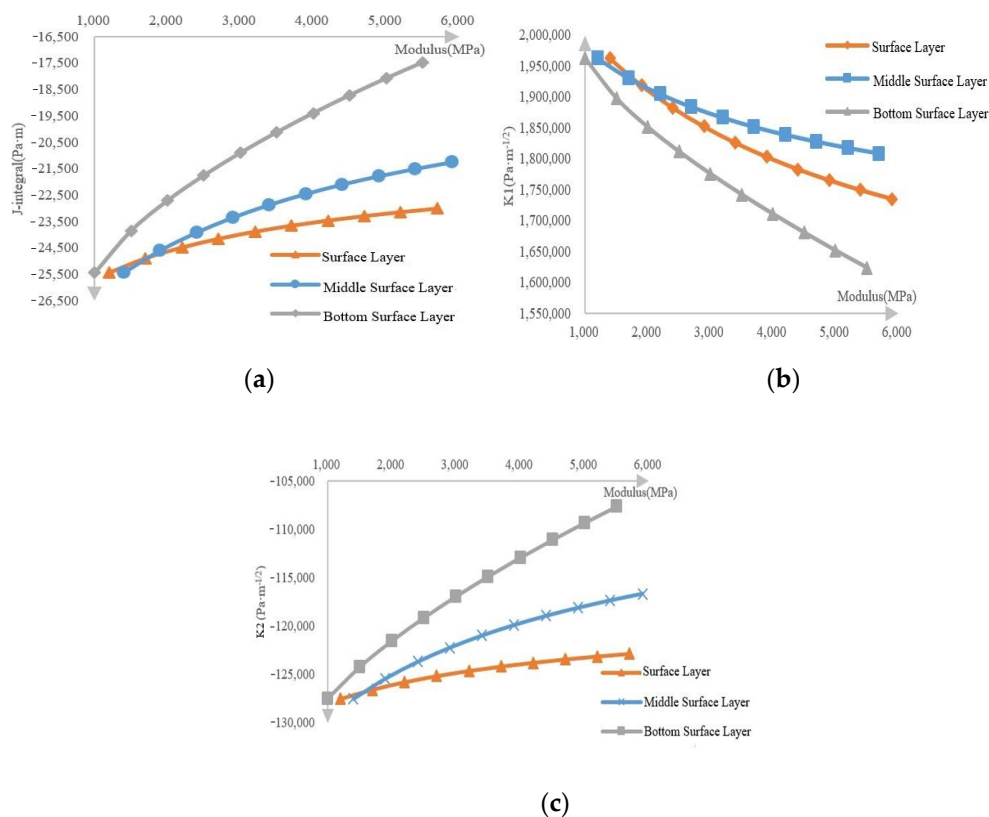 1,000 2,000 3,000 4,000 5,000 6,000
-16,500
-17,500
-18,500
-19,500
-20,500
-21,500
-22,500
-23,500
-24,500
-25,500
-26,500
Modulus(MPa)
J-integral(Pa·m)
Surface Layer
Middle Surface Layer
Bottom Surface Layer
(a)
2,000,000
1,950,000
1,900,000
1,850,000
1,800,000
1,750,000
1,700,000
1,650,000
1,600,000
1,550,000
K1(Pa·m-1/2)
Surface Layer
Middle Surface Layer
Bottom Surface Layer
Modulus(MPa)
1,000 2,000 3,000 4,000 5,000 6,000
(b)
1,000 2,000 3,000 4,000 5,000 6,000
-105,000
-110,000
-115,000
-120,000
-125,000
-130,000
Modulus(MPa)
K2 (Pa·m-1/2)
Surface Layer
Middle Surface Layer
Bottom Surface Layer
(c)